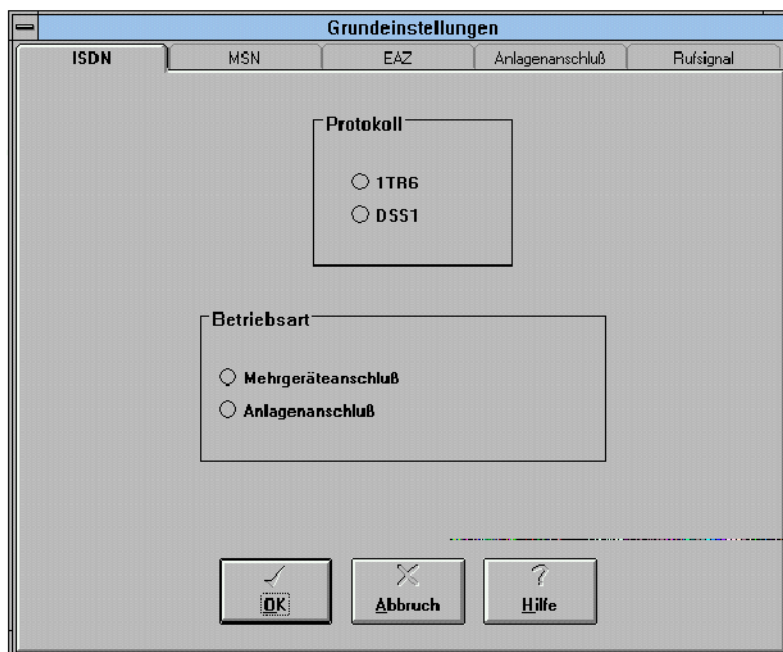 Grundeinstellungen
ISDN MSN EAZ Anlagenanschluß Rufsignal
Protokoll
1TR6
DSS1
Betriebsart
Mehrgeräteanschluß
Anlagenanschluß
OK Abbruch Hilfe